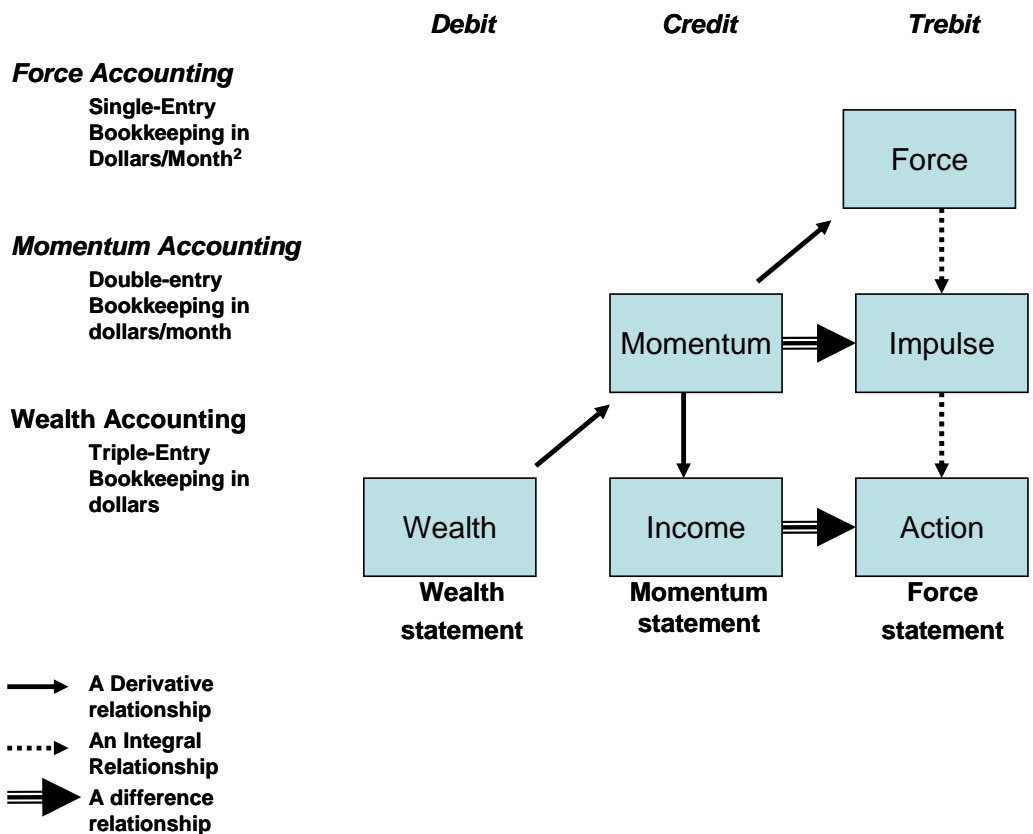 Debit Credit Trebit
Force Accounting
Single-Entry
Bookkeeping in
Dollars/Month²
Force
Momentum Accounting
Double-entry
Bookkeeping in
dollars/month
Momentum
Impulse
Wealth Accounting
Triple-Entry
Bookkeeping in
dollars
Wealth
Income
Action
Wealth
statement
Momentum
statement
Force
statement
A Derivative
relationship
An Integral
Relationship
A difference
relationship